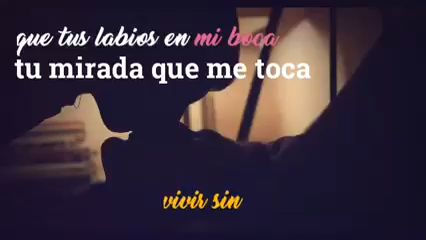 que tus labios en mi boca
tu mirada que me toca
vivir sin